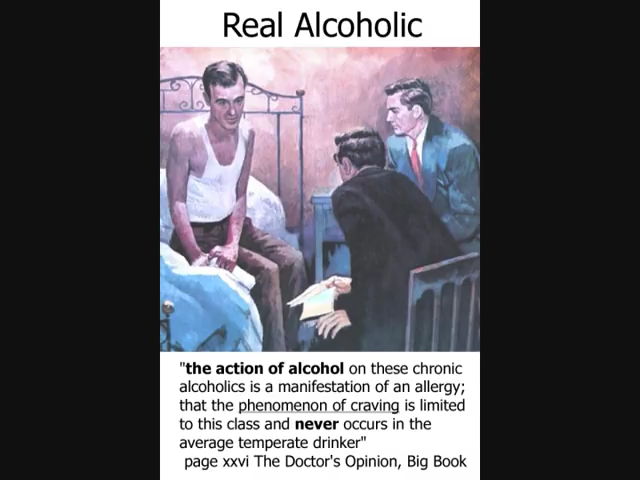 Real Alcoholic
"the action of alcohol on these chronic
alcoholics is a manifestation of an allergy;
that the phenomenon of craving is limited
to this class and never occurs in the
average temperate drinker"
page xxvi The Doctor's Opinion, Big Book